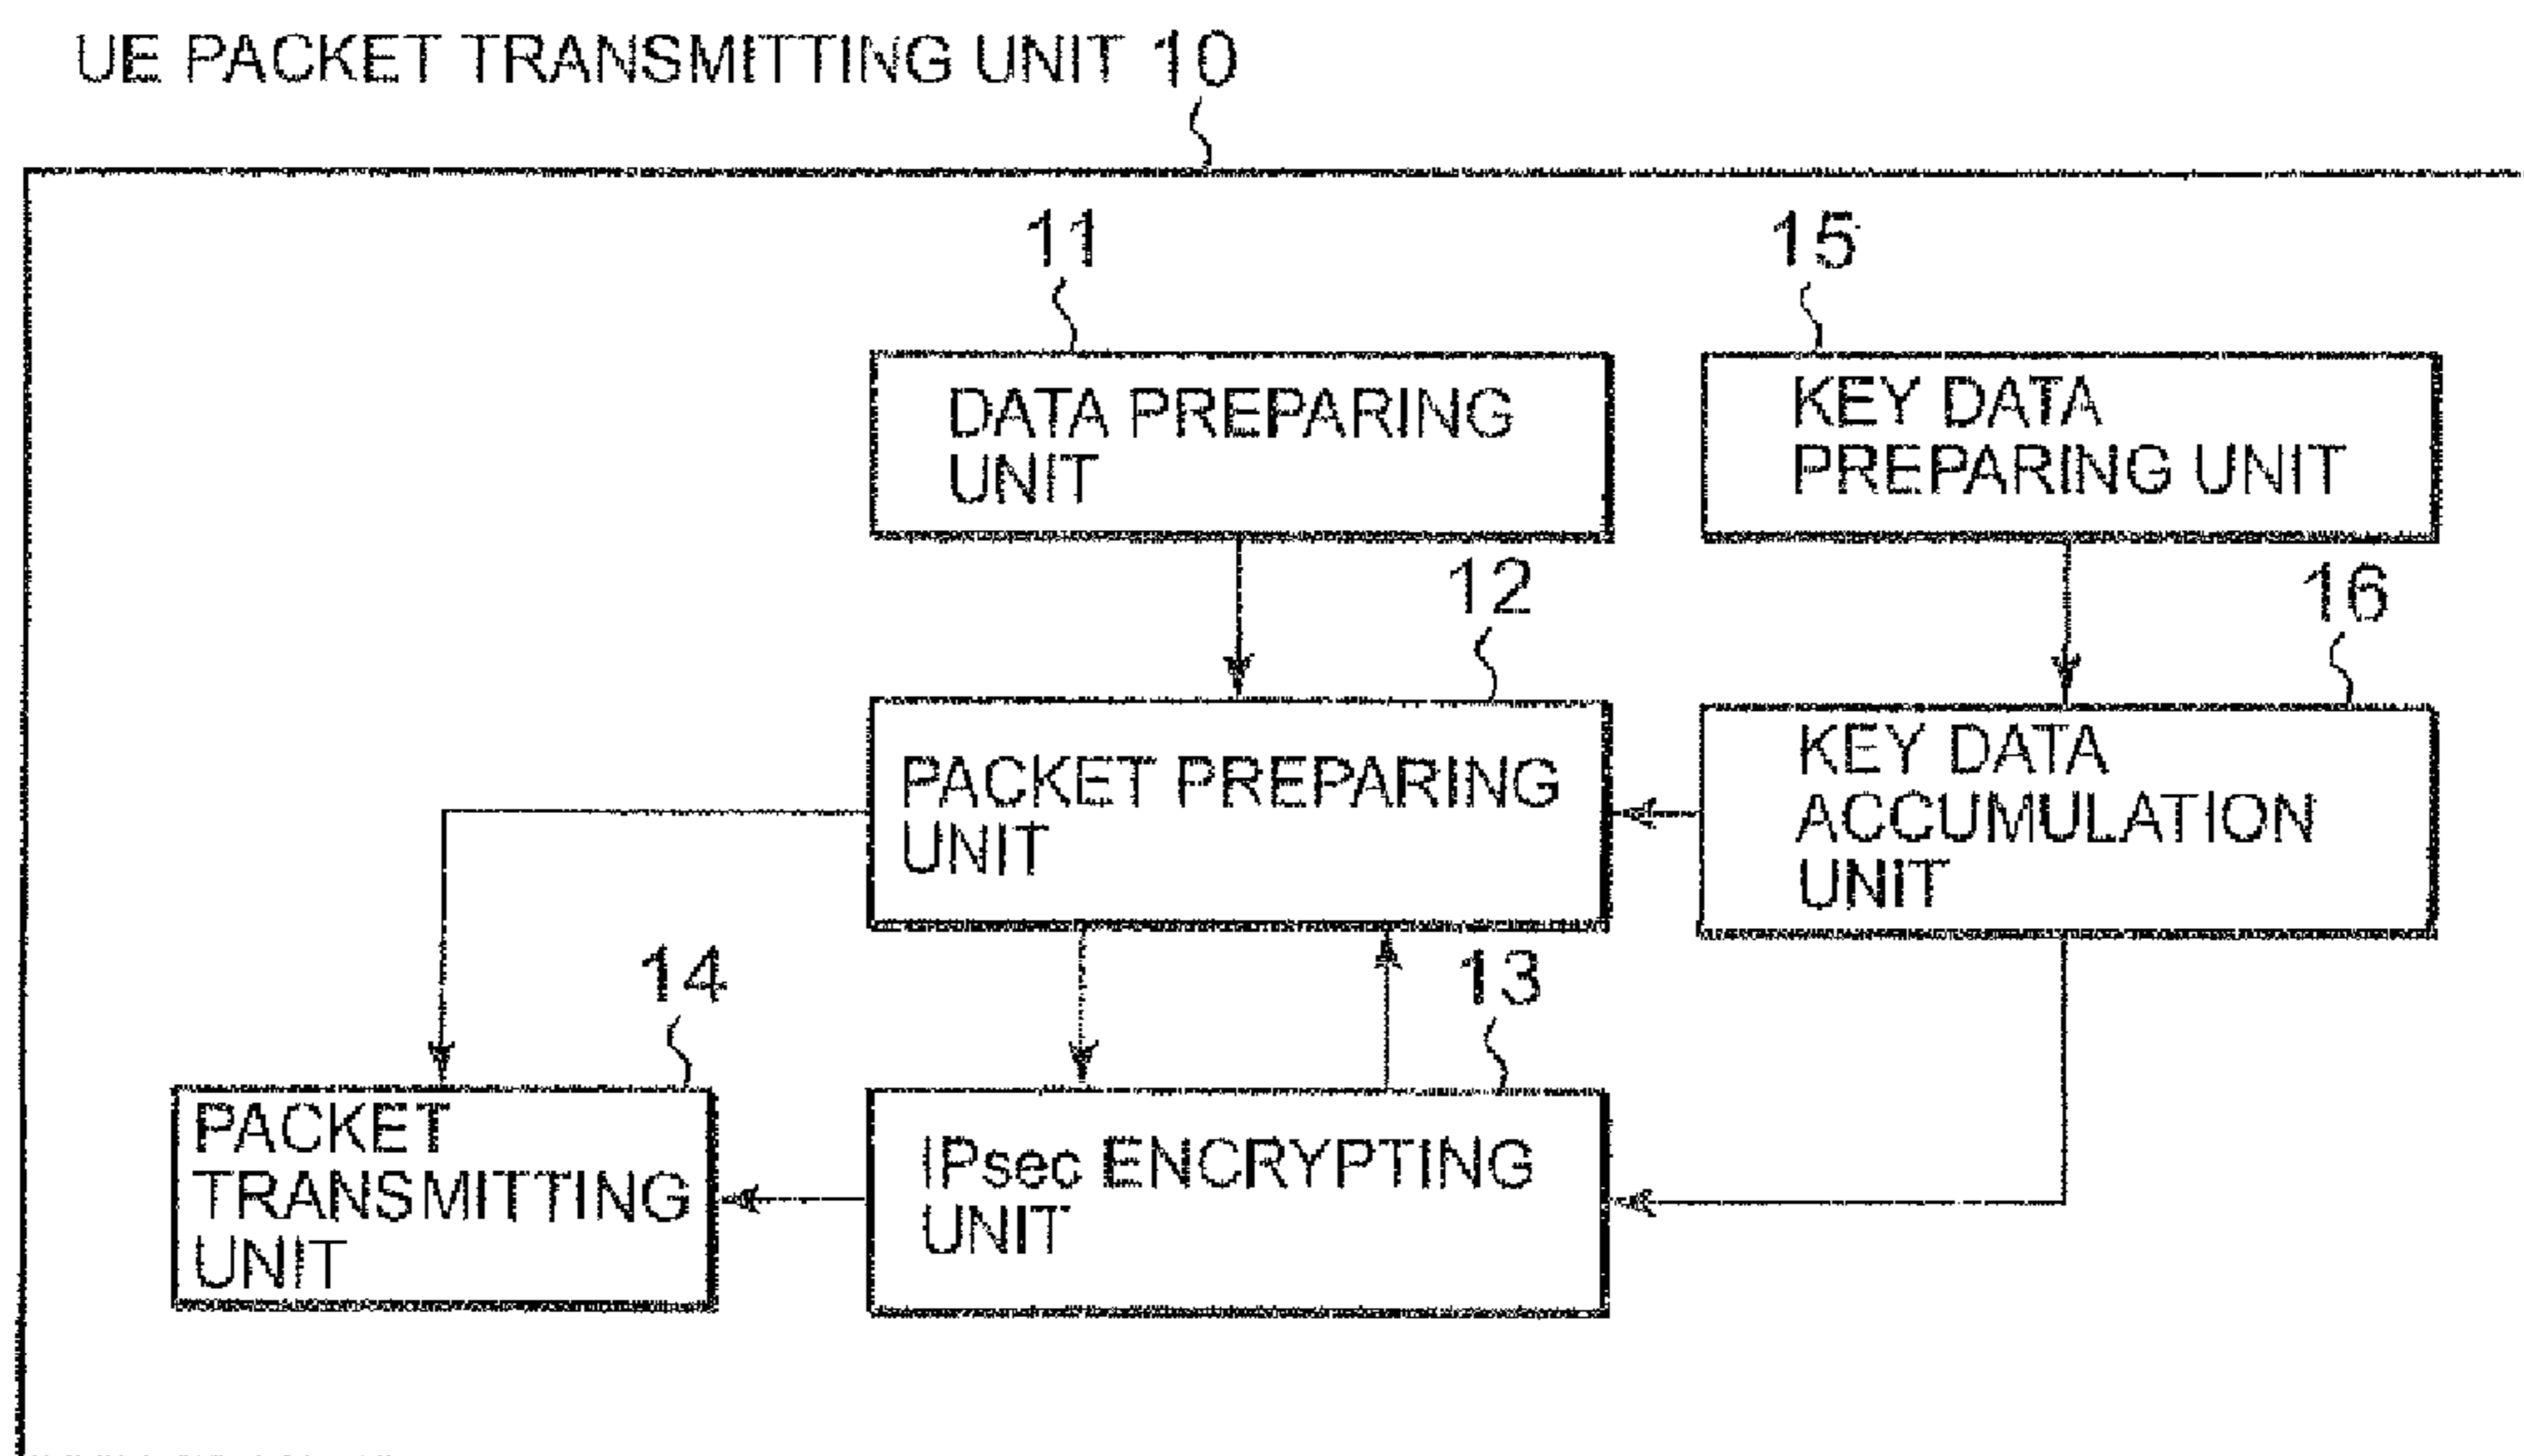 UE PACKET TRANSMITTING UNIT 10
11
15
DATA PREPARING
UNIT
KEY DATA
PREPARING UNIT
12
16
PACKET PREPARING
UNIT
KEY DATA
ACCUMULATION
UNIT
14
13
PACKET
TRANSMITTING
UNIT
IPsec ENCRYPTING
UNIT